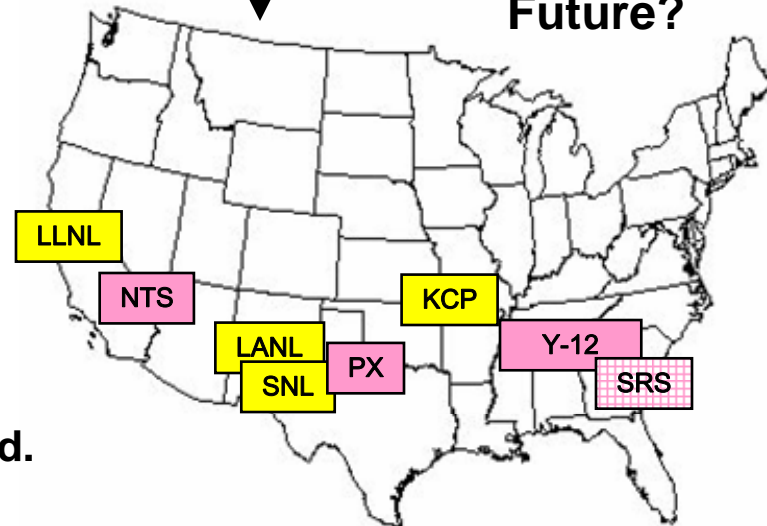 Future?
LLNL
NTS
KCP
LANL
Y-12
PX
SNL
SRS
d.